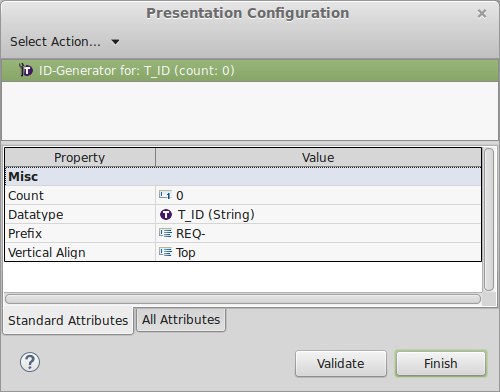 Presentation Configuration
Select Action...
ID-Generator for: T_ID (count: 0)
Property Value
Misc
Count 0
Datatype T_ID (String)
Prefix REQ-
Vertical Align Top
Standard Attributes All Attributes
? Validate Finish